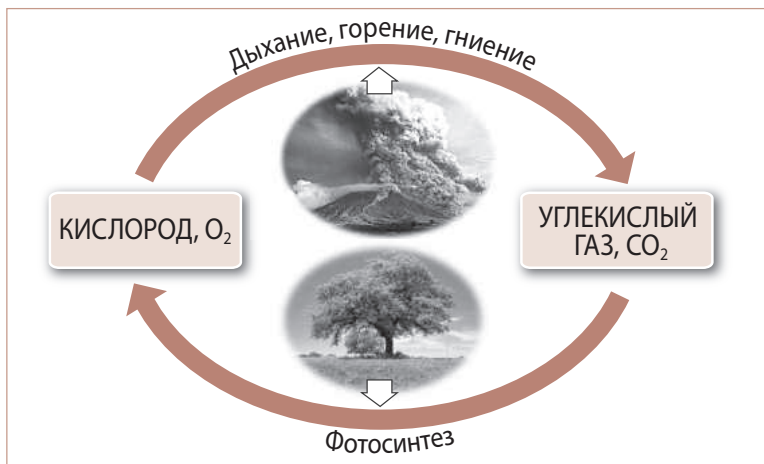 Дыхание, горение, гниение
КИСЛОРОД, O₂
УГЛЕКИСЛЫЙ
ГАЗ, CO₂
Фотосинтез